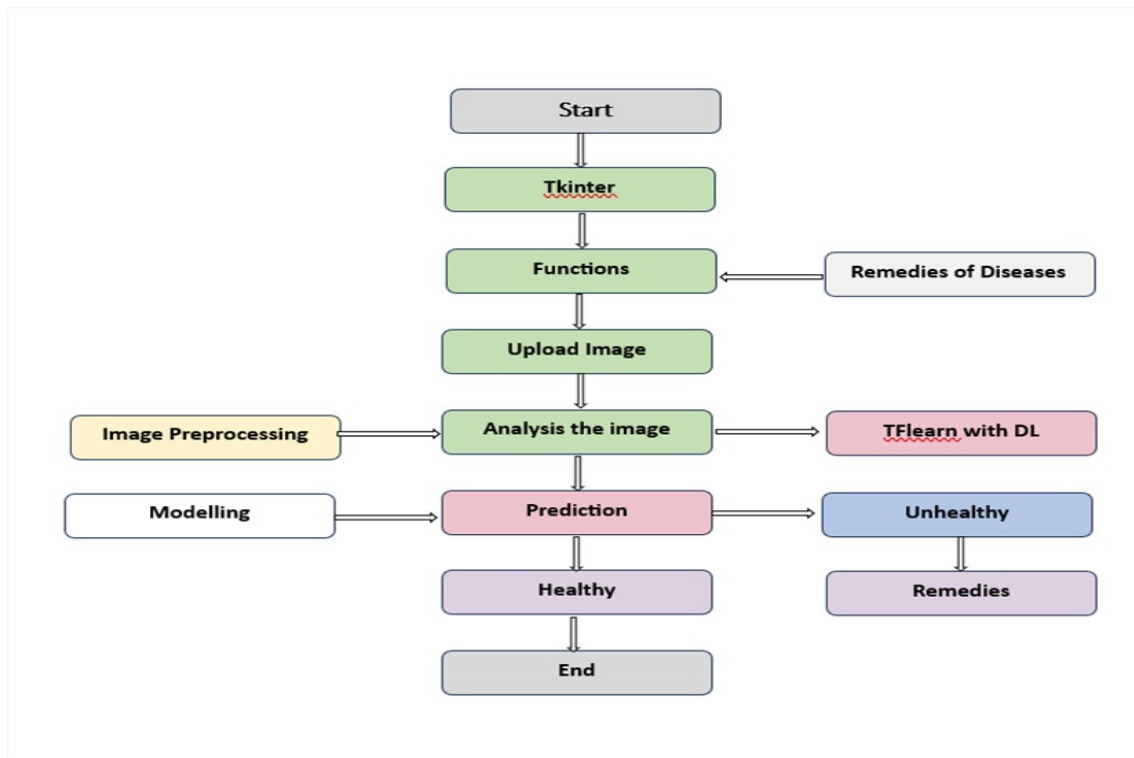 Start
Tkinter
Functions
Remedies of Diseases
Upload Image
Image Preprocessing
Analysis the image
TFlearn with DL
Modelling
Prediction
Unhealthy
Healthy
Remedies
End